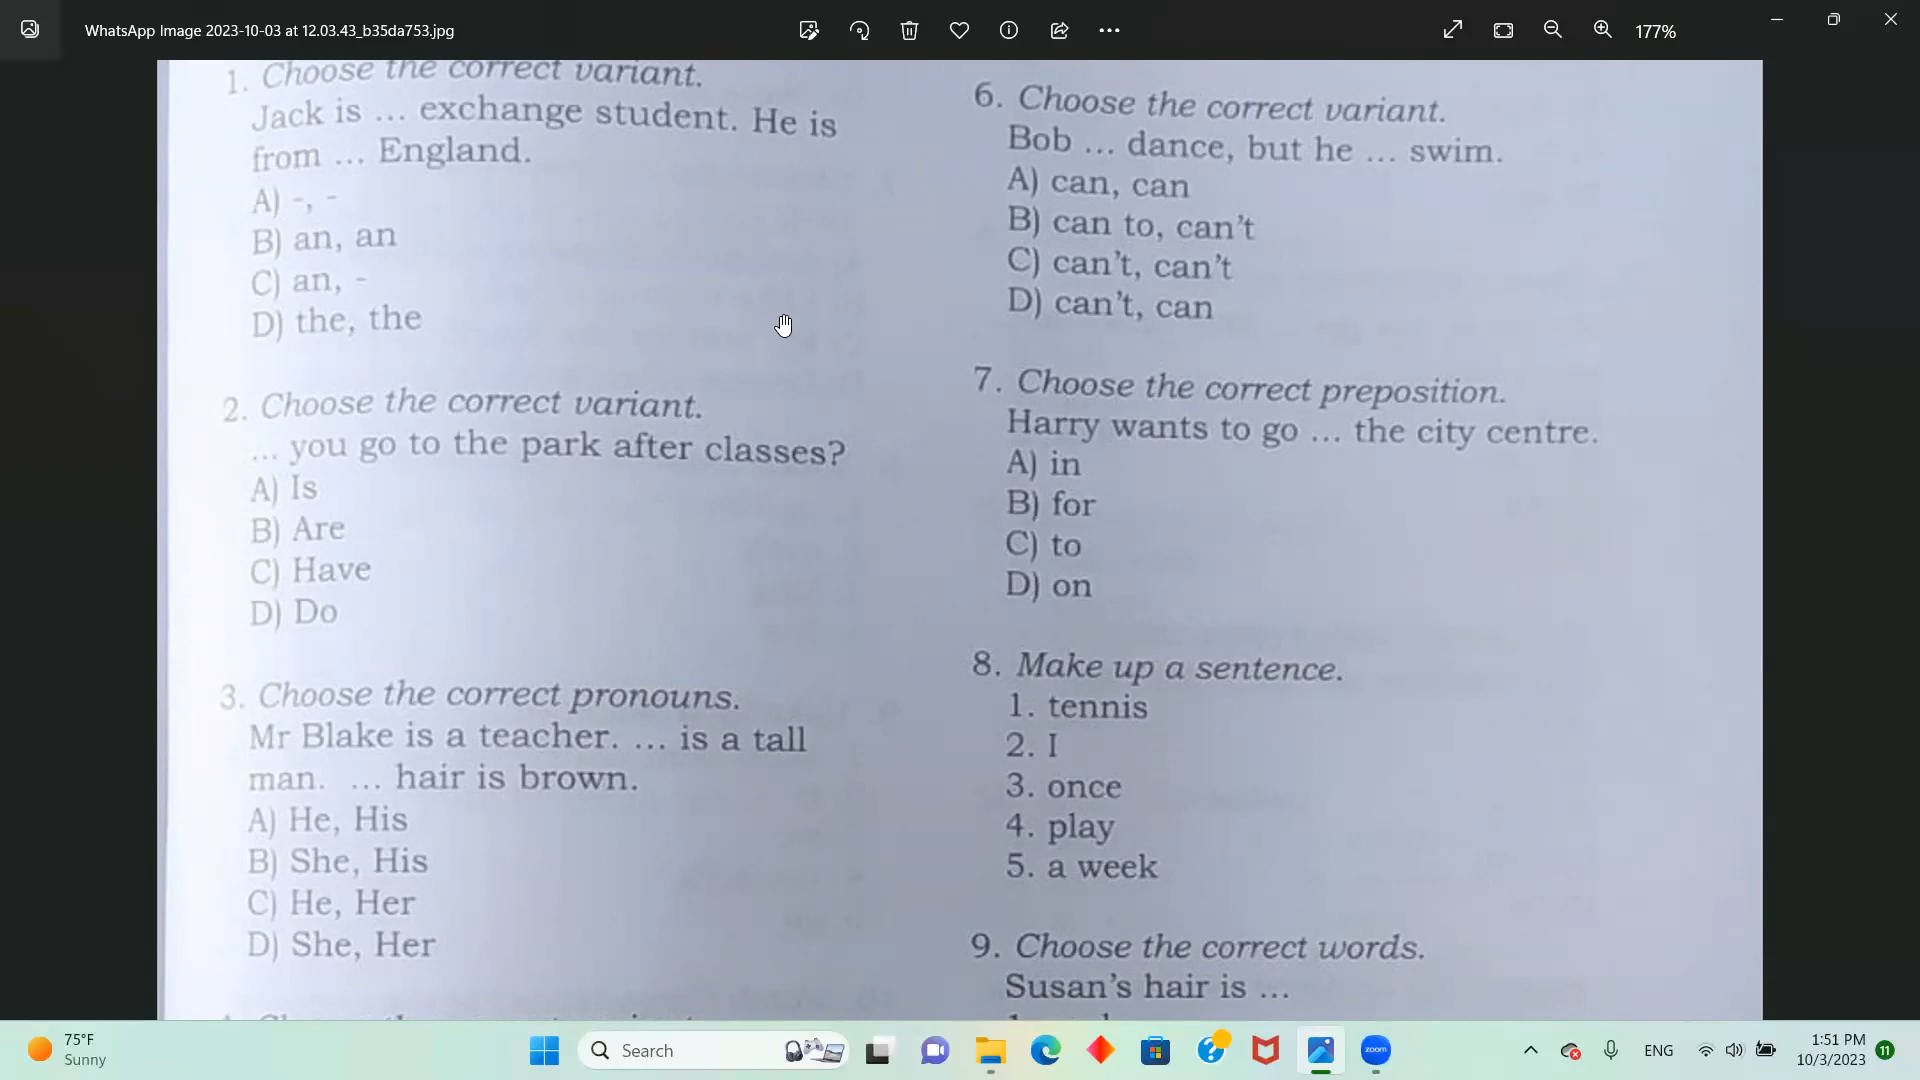 WhatsApp Image 2023-10-03 at 12.03.43_b35da753.jpg
177%
1. Choose the correct variant.
Jack is ... exchange student. He is
from ... England.
A) -, -
B) an, an
C) an, -
D) the, the
2. Choose the correct variant.
... you go to the park after classes?
A) Is
B) Are
C) Have
D) Do
3. Choose the correct pronouns.
Mr Blake is a teacher. ... is a tall
man. ... hair is brown.
A) He, His
B) She, His
C) He, Her
D) She, Her
6. Choose the correct variant.
Bob ... dance, but he ... swim.
A) can, can
B) can to, can't
C) can't, can't
D) can't, can
7. Choose the correct preposition.
Harry wants to go ... the city centre.
A) in
B) for
C) to
D) on
8. Make up a sentence.
1. tennis
2. I
3. once
4. play
5. a week
9. Choose the correct words.
Susan's hair is ...
75°F
Sunny
Search
zoom
ENG
1:51 PM
10/3/2023
11